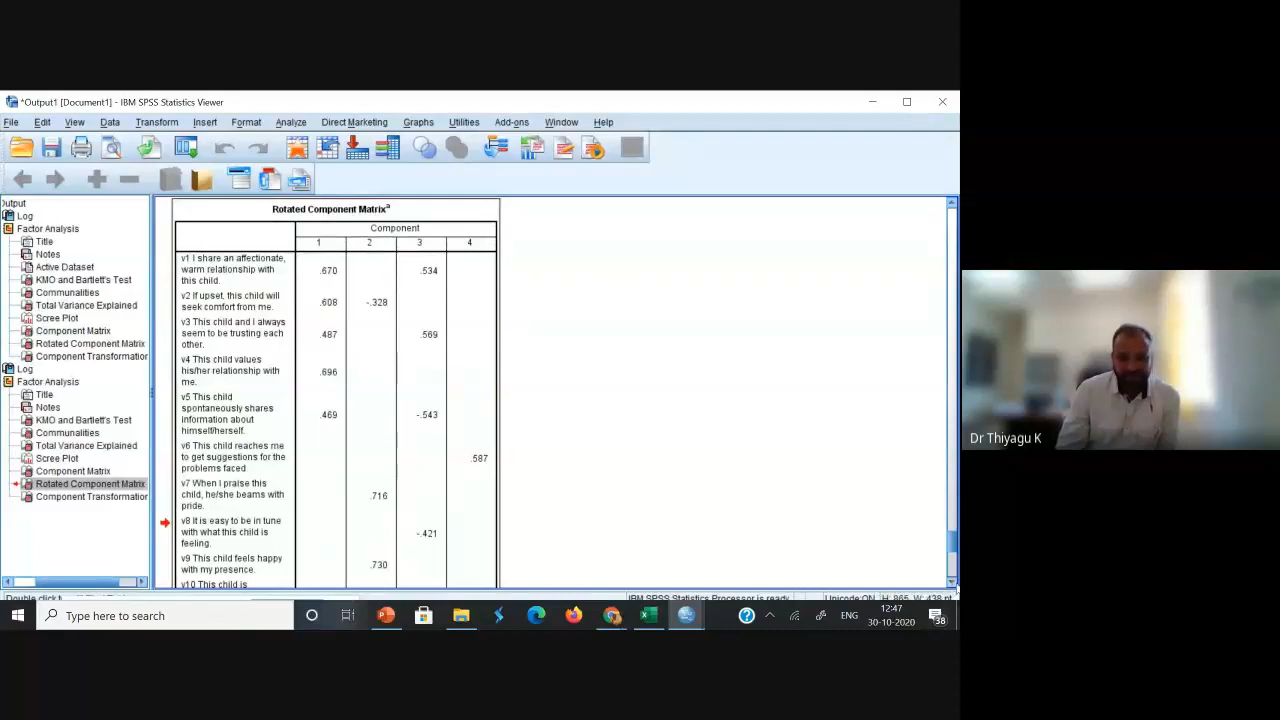 *Output1 [Document1] - IBM SPSS Statistics Viewer
File Edit View Data Transform Insert Format Analyze Direct Marketing Graphs Utilities Add-ons Window Help
Output
Log
Factor Analysis
Title
Notes
Active Dataset
KMO and Bartlett's Test
Communalities
Total Variance Explained
Scree Plot
Component Matrix
Rotated Component Matrix
Component Transformation
Log
Factor Analysis
Title
Notes
KMO and Bartlett's Test
Communalities
Total Variance Explained
Scree Plot
Component Matrix
Rotated Component Matrix
Component Transformation
Rotated Component Matrixa
Component
1 2 3 4
v1 I share an affectionate,
warm relationship with .670 .534
this child.
v2 If upset, this child will .608 -.328
seek comfort from me.
v3 This child and I always
seem to be trusting each .487 .569
other.
v4 This child values
his/her relationship with .696
me.
v5 This child
spontaneously shares .469 -.543
information about
himself/herself.
v6 This child reaches me
to get suggestions for the .587
problems faced
v7 When I praise this
child, he/she beams with .716
pride.
v8 It is easy to be in tune
with what this child is -.421
feeling.
v9 This child feels happy .730
with my presence.
v10 This child is
Double click
IBM SPSS Statistics Processor is ready Unicode:ON H: 865, W: 438 pt
Type here to search
ENG
12:47
30-10-2020
38
Dr Thiyagu K